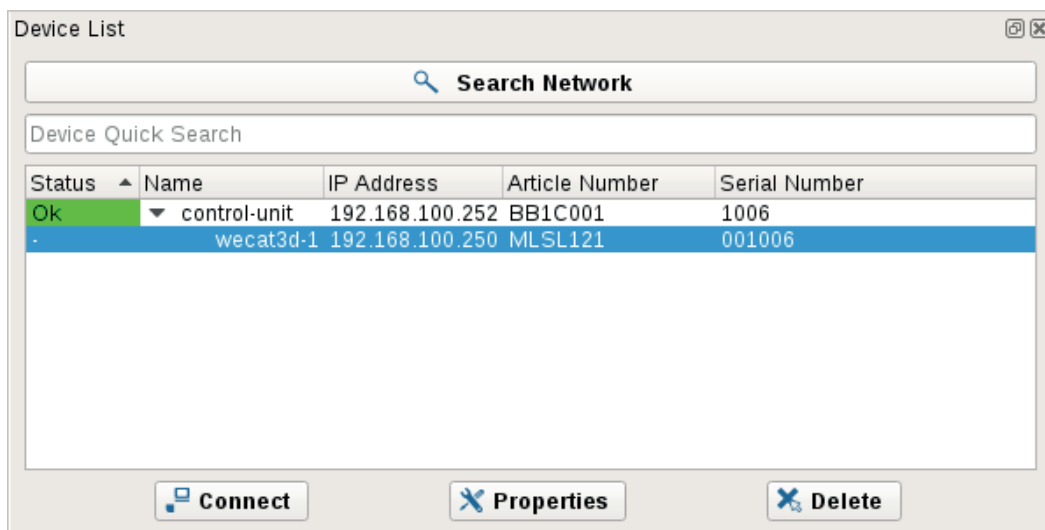 Device List
Search Network
Device Quick Search
Status Name IP Address Article Number Serial Number
Ok control-unit 192.168.100.252 BB1C001 1006
- wecat3d-1 192.168.100.250 MLSL121 001006
Connect Properties Delete